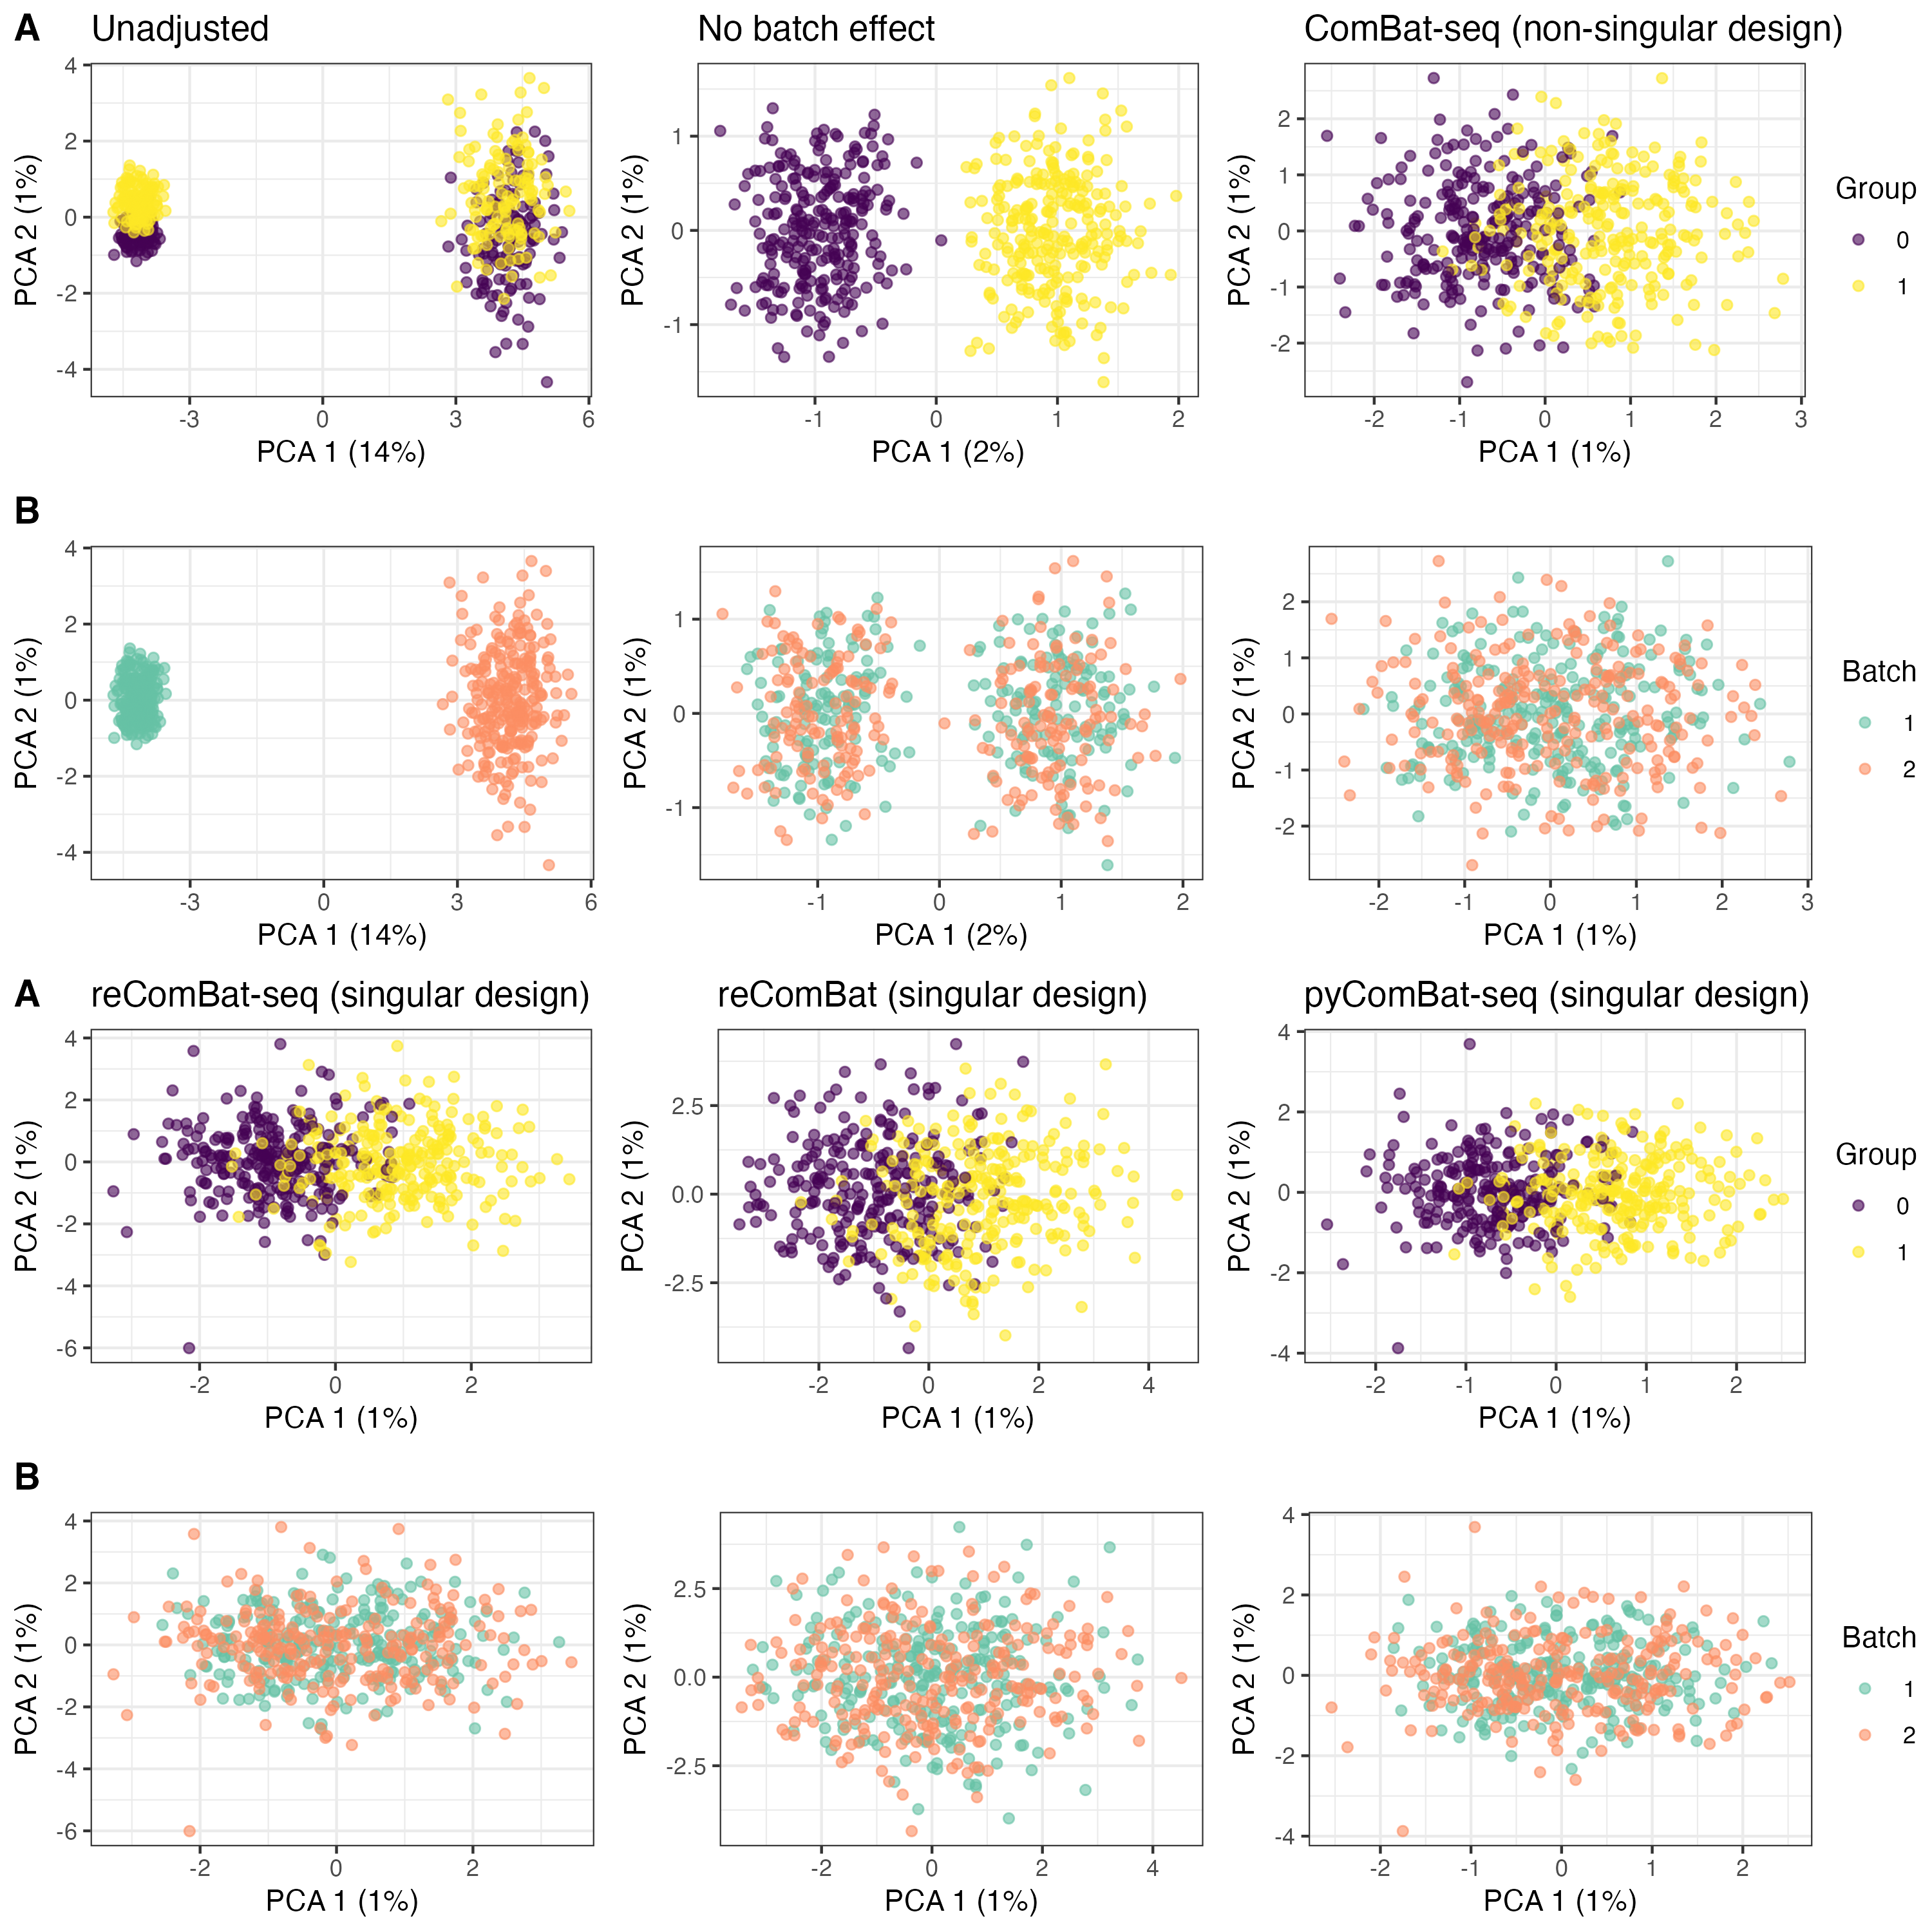 A Unadjusted No batch effect ComBat-seq (non-singular design)
PCA 2 (1%)
4
2
0
-2
-4
-3 0 3 6
PCA 1 (14%)
PCA 2 (1%)
1
0
-1
-1 0 1 2
PCA 1 (2%)
PCA 2 (1%)
2
1
0
-1
-2
-2 -1 0 1 2 3
PCA 1 (1%)
Group
0
1
B
PCA 2 (1%)
4
2
0
-2
-4
-3 0 3 6
PCA 1 (14%)
PCA 2 (1%)
1
0
-1
-1 0 1 2
PCA 1 (2%)
PCA 2 (1%)
2
1
0
-1
-2
-2 -1 0 1 2 3
PCA 1 (1%)
Batch
1
2
A reComBat-seq (singular design) reComBat (singular design) pyComBat-seq (singular design)
PCA 2 (1%)
4
2
0
-2
-4
-6
-2 0 2
PCA 1 (1%)
PCA 2 (1%)
2.5
0.0
-2.5
-2 0 2 4
PCA 1 (1%)
PCA 2 (1%)
4
2
0
-2
-4
-2 -1 0 1 2
PCA 1 (1%)
Group
0
1
B
PCA 2 (1%)
4
2
0
-2
-4
-6
-2 0 2
PCA 1 (1%)
PCA 2 (1%)
2.5
0.0
-2.5
-2 0 2 4
PCA 1 (1%)
PCA 2 (1%)
4
2
0
-2
-4
-2 -1 0 1 2
PCA 1 (1%)
Batch
1
2